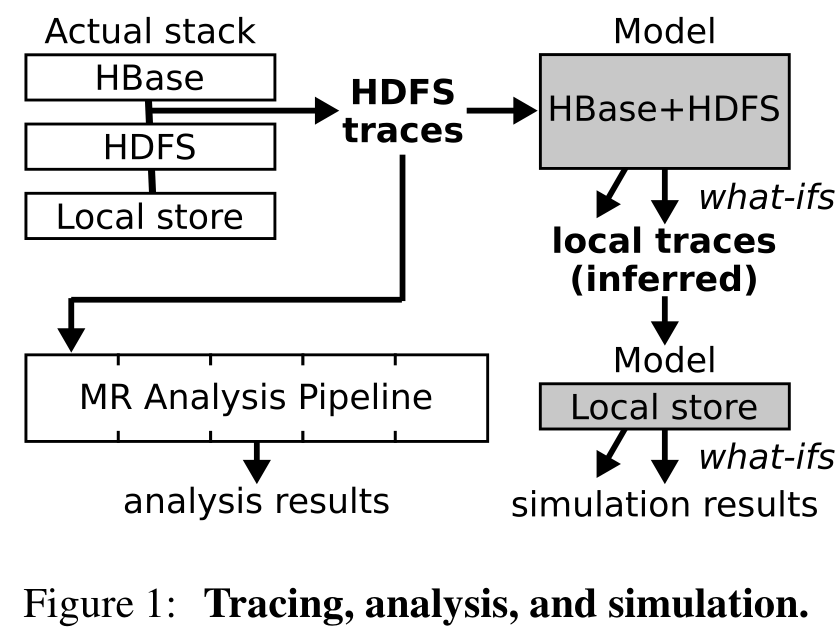 Actual stack
HBase
HDFS
Local store
HDFS
traces
Model
HBase+HDFS
what-ifs
local traces
(inferred)
Model
Local store
what-ifs
simulation results
MR Analysis Pipeline
analysis results
Figure 1: Tracing, analysis, and simulation.